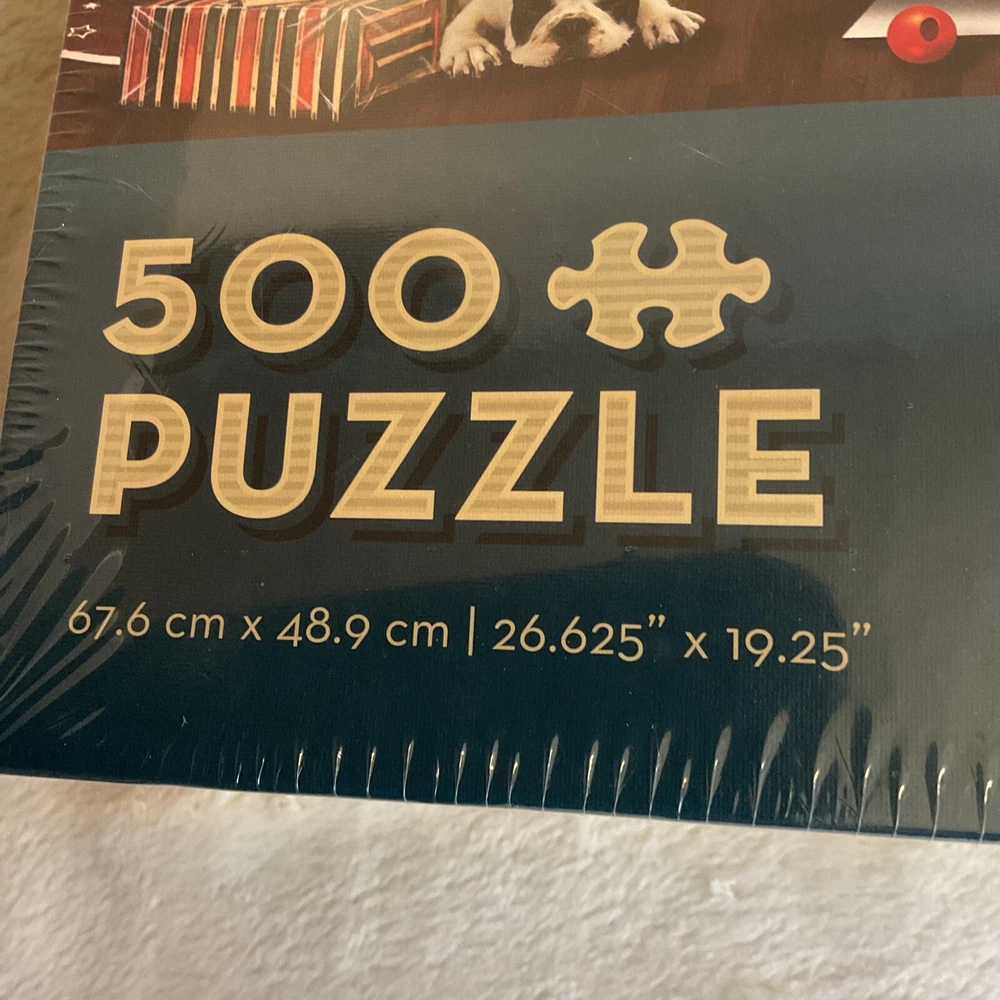 500
PUZZLE
67.6 cm x 48.9 cm | 26.625” x 19.25”